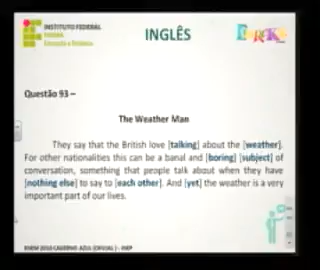 INSTITUTO FEDERAL
PARANÁ
Educação a Distância
INGLÊS
EUREKA
Questão 93 –
The Weather Man
They say that the British love [talking] about the [weather].
For other nationalities this can be a banal and [boring] [subject] of
conversation, something that people talk about when they have
[nothing else] to say to [each other]. And [yet] the weather is a very
important part of our lives.
ENEM 2010 CADERNO AZUL (OFICIAL) - INEP